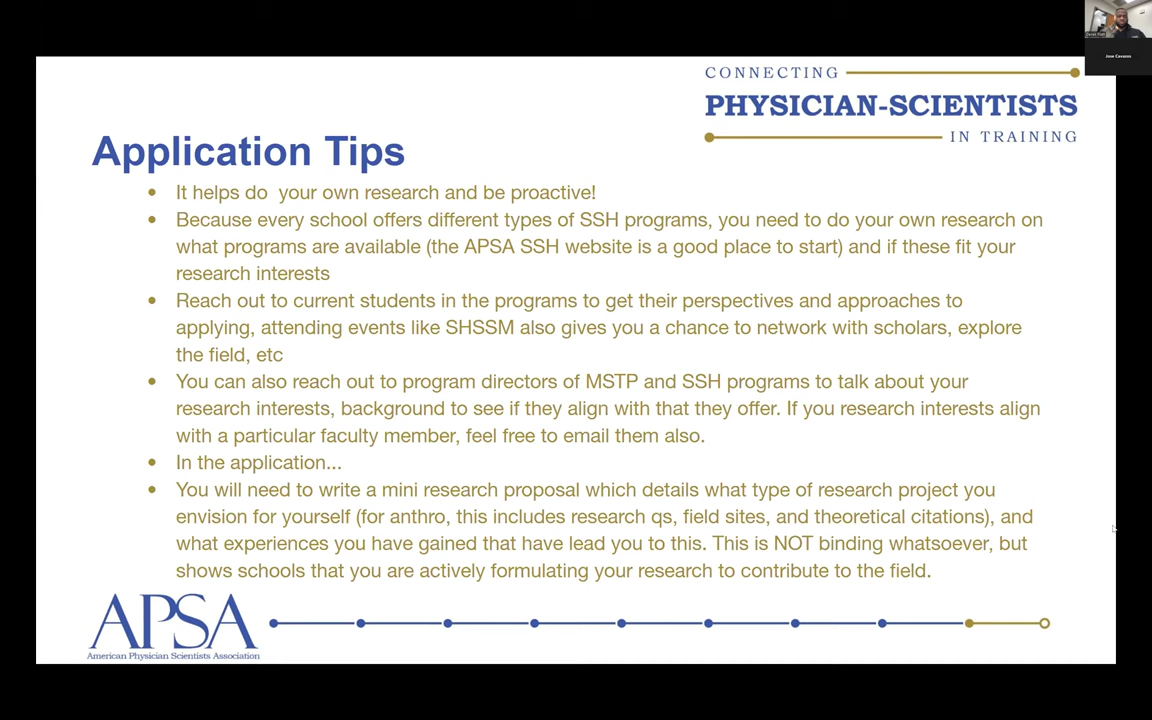 CONNECTING
PHYSICIAN-SCIENTISTS
IN TRAINING
Jose Cavazos
Application Tips
• It helps do  your own research and be proactive!
• Because every school offers different types of SSH programs, you need to do your own research on
what programs are available (the APSA SSH website is a good place to start) and if these fit your
research interests
• Reach out to current students in the programs to get their perspectives and approaches to
applying, attending events like SHSSM also gives you a chance to network with scholars, explore
the field, etc
• You can also reach out to program directors of MSTP and SSH programs to talk about your
research interests, background to see if they align with that they offer. If you research interests align
with a particular faculty member, feel free to email them also.
• In the application...
• You will need to write a mini research proposal which details what type of research project you
envision for yourself (for anthro, this includes research qs, field sites, and theoretical citations), and
what experiences you have gained that have lead you to this. This is NOT binding whatsoever, but
shows schools that you are actively formulating your research to contribute to the field.
APSA
American Physician Scientists Association